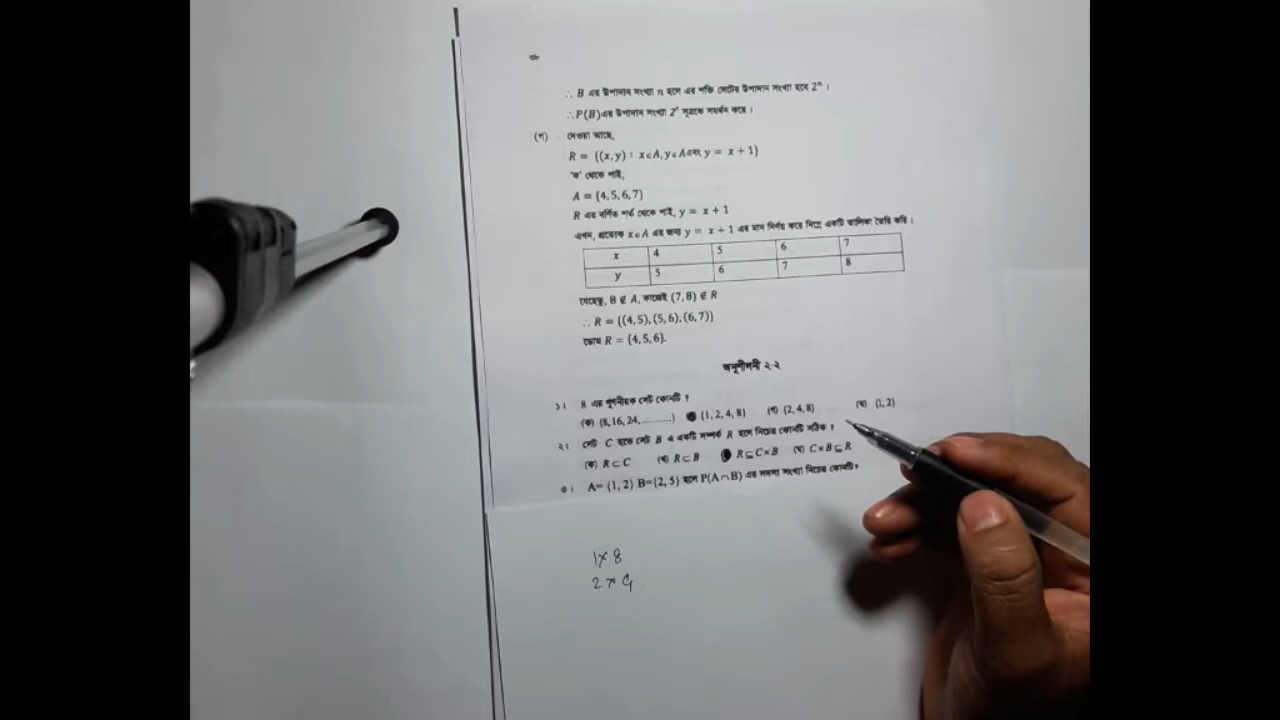 ৩৮
∴ B এর উপাদান সংখ্যা n হলে এর শক্তি সেটের উপাদান সংখ্যা হবে 2ⁿ ।
∴ P(B) এর উপাদান সংখ্যা 2ⁿ সূত্রকে সমর্থন করে ।
(গ) দেওয়া আছে,
R = {(x, y) : x∈A, y∈A এবং y = x + 1}
'ক' থেকে পাই,
A = {4, 5, 6, 7}
R এর বর্ণিত শর্ত থেকে পাই, y = x + 1
এখন, প্রত্যেক x∈A এর জন্য y = x + 1 এর মান নির্ণয় করে নিচে একটি তালিকা তৈরি করি ।
x 4 5 6 7
y 5 6 7 8
যেহেতু, 8 ∉ A, কাজেই (7, 8) ∉ R
∴ R = {(4, 5), (5, 6), (6, 7)}
ডোম R = {4, 5, 6}.
অনুশীলনী ২.২
১। 8 এর গুণনীয়ক সেট কোনটি ?
(ক) {8, 16, 24, ..........} {1, 2, 4, 8} (গ) {2, 4, 8} (ঘ) {1, 2}
২। সেট C হতে সেট B এ একটি সম্পর্ক R হলে নিচের কোনটি সঠিক ?
(ক) R ⊂ C (খ) R ⊂ B R ⊆ C×B (ঘ) C×B ⊆ R
৩। A= {1, 2} B={2, 5} হলে P(A∩B) এর সদস্য সংখ্যা নিচের কোনটি?
1 × 8
2 × 4